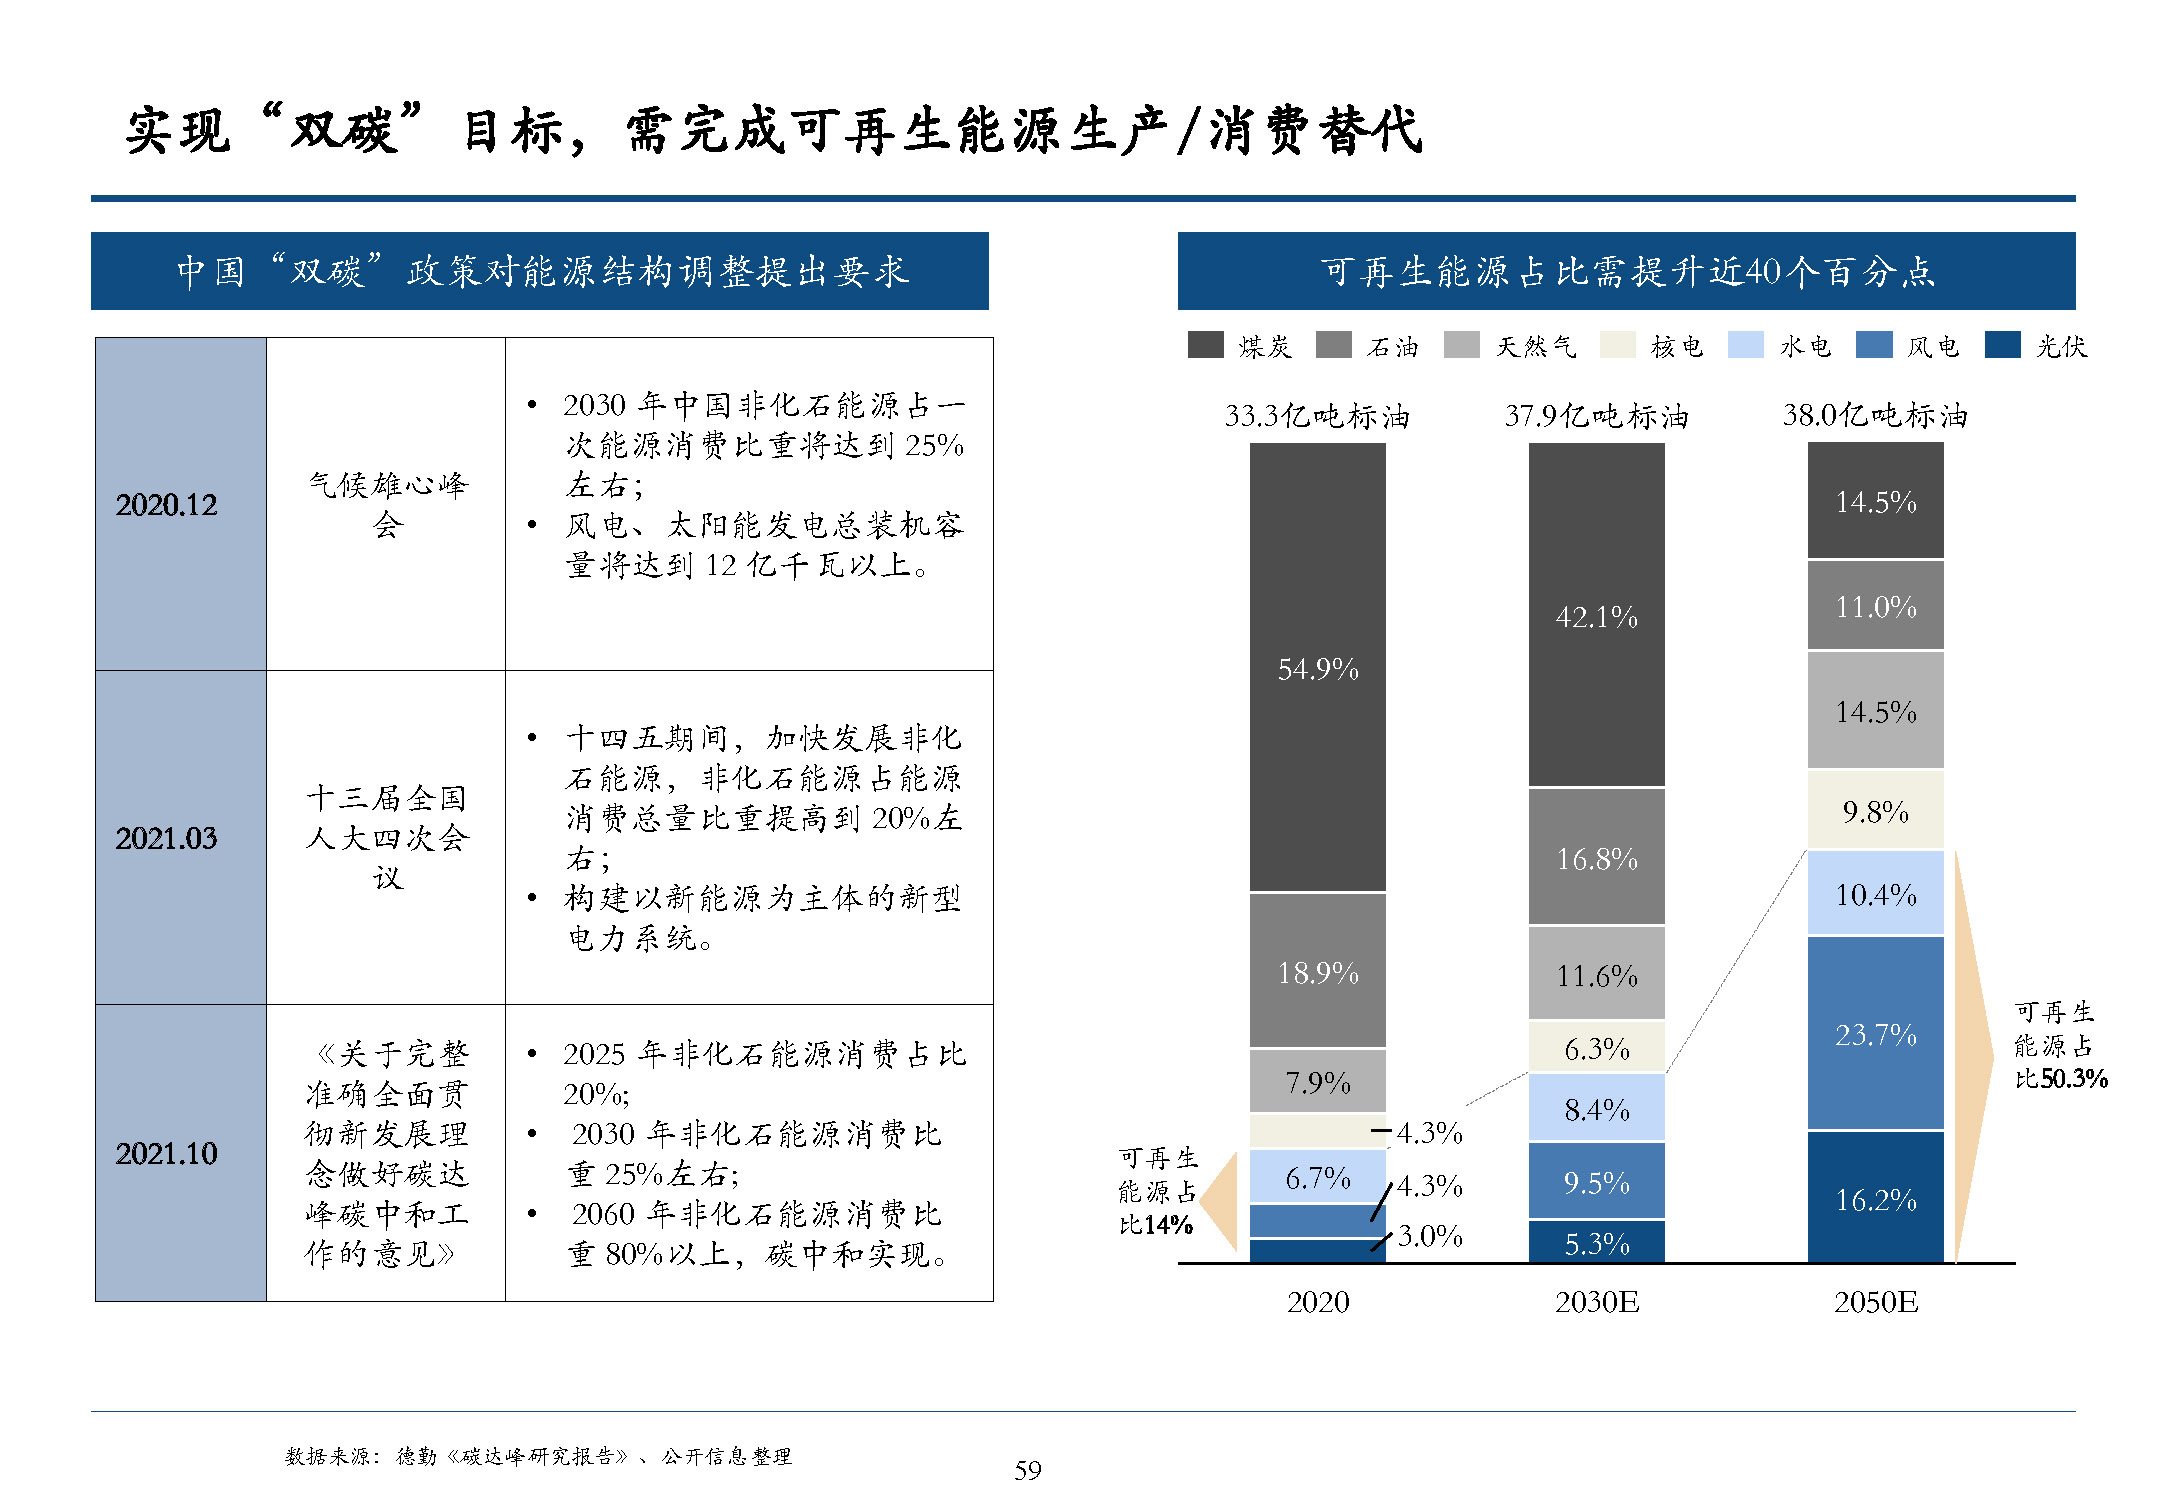 实现“双碳”目标，需完成可再生能源生产/消费替代
中国“双碳”政策对能源结构调整提出要求
2020.12
气候雄心峰
会
• 2030 年中国非化石能源占一
次能源消费比重将达到 25%
左右；
• 风电、太阳能发电总装机容
量将达到 12 亿千瓦以上。
2021.03
十三届全国
人大四次会
议
• 十四五期间，加快发展非化
石能源，非化石能源占能源
消费总量比重提高到 20%左
右；
• 构建以新能源为主体的新型
电力系统。
2021.10
《关于完整
准确全面贯
彻新发展理
念做好碳达
峰碳中和工
作的意见》
• 2025 年非化石能源消费占比
20%;
• 2030 年非化石能源消费比
重 25%左右;
• 2060 年非化石能源消费比
重 80%以上，碳中和实现。
可再生能源占比需提升近40个百分点
煤炭 石油 天然气 核电 水电 风电 光伏
33.3亿吨标油
54.9%
18.9%
7.9%
4.3%
6.7%
4.3%
3.0%
2020
可再生
能源占
比14%
37.9亿吨标油
42.1%
16.8%
11.6%
6.3%
8.4%
9.5%
5.3%
2030E
38.0亿吨标油
14.5%
11.0%
14.5%
9.8%
10.4%
23.7%
16.2%
2050E
可再生
能源占
比50.3%
数据来源：德勤《碳达峰研究报告》、公开信息整理
59